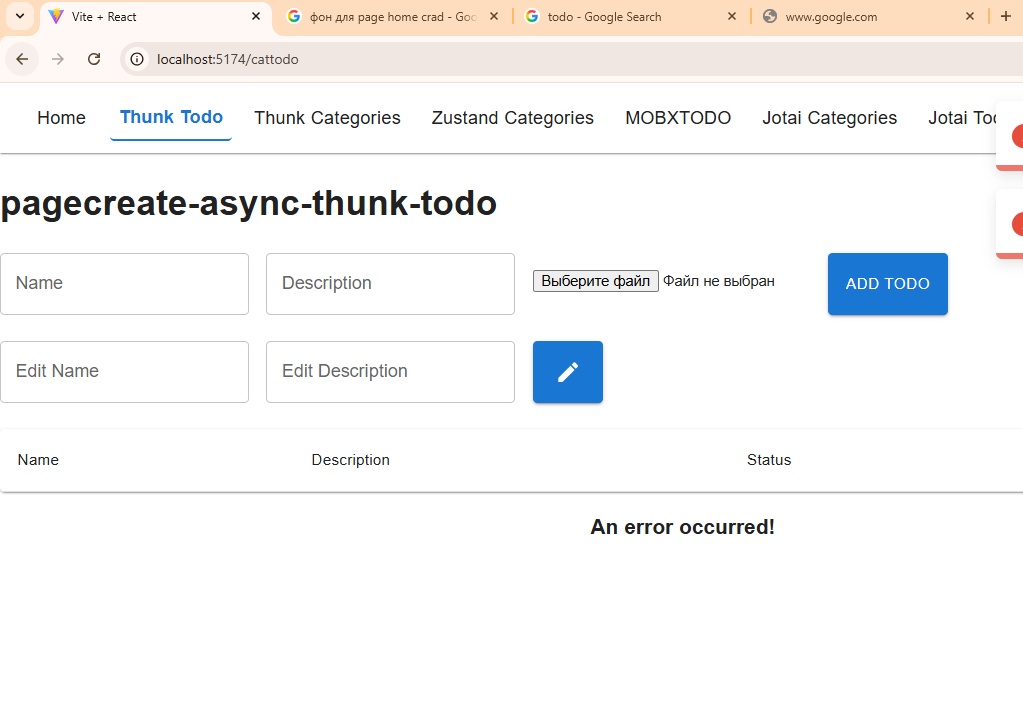 Vite + React
фон для page home crad - Goo
todo - Google Search
www.google.com
localhost:5174/cattodo
Home
Thunk Todo
Thunk Categories
Zustand Categories
MOBXTODO
Jotai Categories
Jotai
pagecreate-async-thunk-todo
Name
Description
Выберите файл Файл не выбран
ADD TODO
Edit Name
Edit Description
Name
Description
Status
An error occurred!